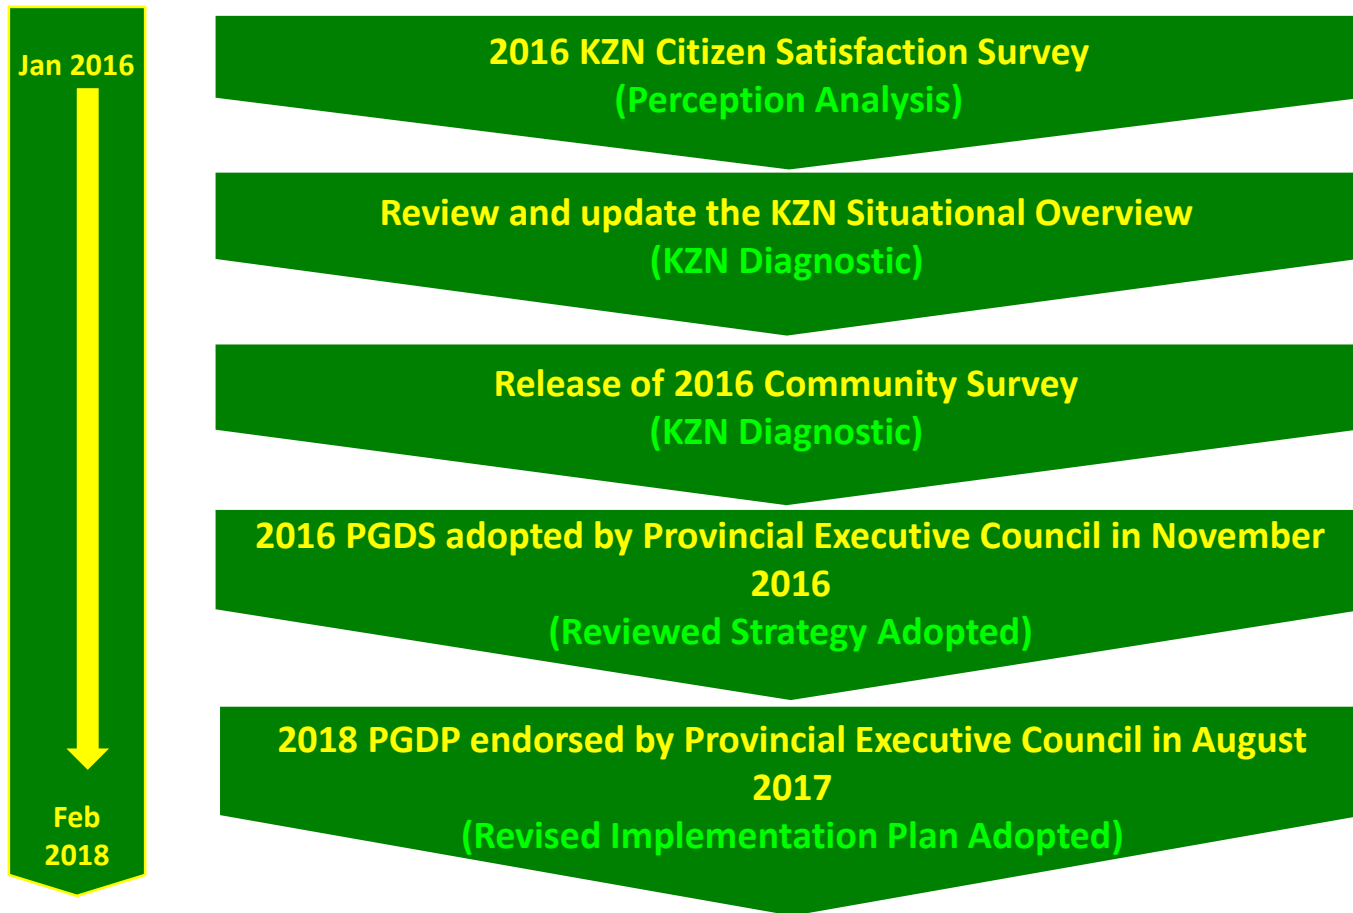 Jan 2016
2016 KZN Citizen Satisfaction Survey
(Perception Analysis)
Review and update the KZN Situational Overview
(KZN Diagnostic)
Release of 2016 Community Survey
(KZN Diagnostic)
2016 PGDS adopted by Provincial Executive Council in November
2016
(Reviewed Strategy Adopted)
2018 PGDP endorsed by Provincial Executive Council in August
2017
(Revised Implementation Plan Adopted)
Feb
2018